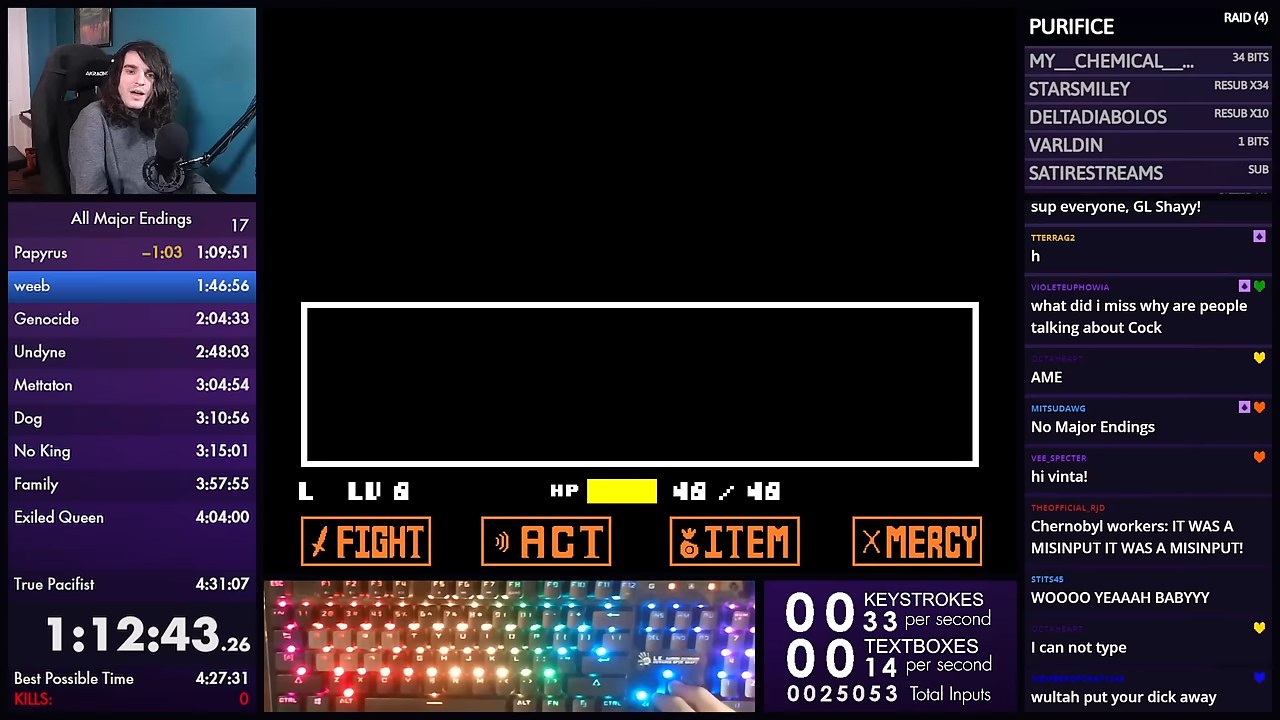 PURIFICE RAID (4)
MY__CHEMICAL__... 34 BITS
STARSMILEY RESUB X34
DELTADIABOLOS RESUB X10
VARLDIN 1 BITS
SATIRESTREAMS SUB
sup everyone, GL Shayy!
TTERRAG2
h
VIOLETEUPHOWIA
what did i miss why are people
talking about Cock
OCTAHEART
AME
MITSUDAWG
No Major Endings
VEE_SPECTER
hi vinta!
THEOFFICIAL_RJD
Chernobyl workers: IT WAS A
MISINPUT IT WAS A MISINPUT!
STITS45
WOOOO YEAAAH BABYYY
OCTAHEART
I can not type
wultah put your dick away
All Major Endings 17
Papyrus −1:03 1:09:51
weeb 1:46:56
Genocide 2:04:33
Undyne 2:48:03
Mettaton 3:04:54
Dog 3:10:56
No King 3:15:01
Family 3:57:55
Exiled Queen 4:04:00
True Pacifist 4:31:07
1:12:43.26
Best Possible Time 4:27:31
KILLS: 0
L LV 8 HP 48 / 48
FIGHT ACT ITEM MERCY
00 33 KEYSTROKES per second
00 14 TEXTBOXES per second
0025053 Total Inputs